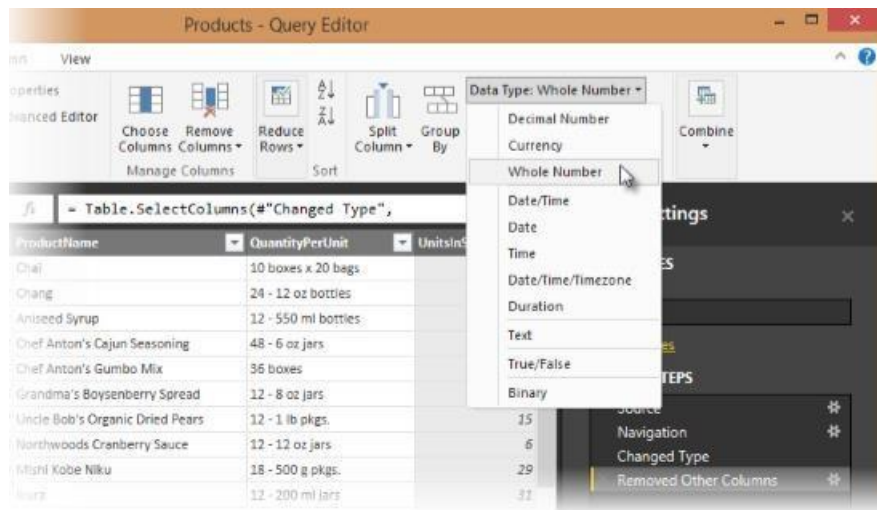 Products - Query Editor
View
Advanced Editor
Choose Columns
Remove Columns
Reduce Rows
Split Column
Group By
Data Type: Whole Number
Combine
Manage Columns
Sort
Decimal Number
Currency
Whole Number
Date/Time
Date
Time
Date/Time/Timezone
Duration
Text
True/False
Binary
fx = Table.SelectColumns(#"Changed Type",
ProductName QuantityPerUnit
Chai 10 boxes x 20 bags
Chang 24 - 12 oz bottles
Aniseed Syrup 12 - 550 ml bottles
Chef Anton's Cajun Seasoning 48 - 6 oz jars
Chef Anton's Gumbo Mix 36 boxes
Grandma's Boysenberry Spread 12 - 8 oz jars
Uncle Bob's Organic Dried Pears 12 - 1 lb pkgs. 15
Northwoods Cranberry Sauce 12 - 12 oz jars 6
Mishi Kobe Niku 18 - 500 g pkgs. 29
Ikura 12 - 200 ml jars 31
Source
Navigation
Changed Type
Removed Other Columns